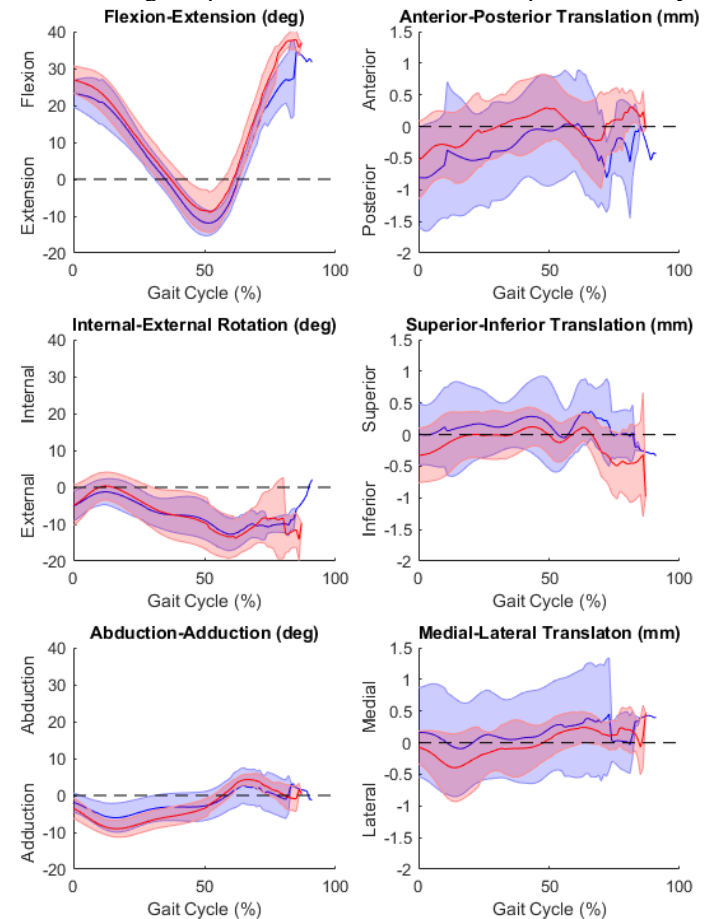 Flexion-Extension (deg)
Flexion
Extension
40
30
20
10
0
-10
-20
0
50
100
Gait Cycle (%)
Anterior-Posterior Translation (mm)
Anterior
Posterior
1.5
1
0.5
0
-0.5
-1
-1.5
-2
0
50
100
Gait Cycle (%)
Internal-External Rotation (deg)
Internal
External
40
30
20
10
0
-10
-20
0
50
100
Gait Cycle (%)
Superior-Inferior Translation (mm)
Superior
Inferior
1.5
1
0.5
0
-0.5
-1
-1.5
-2
0
50
100
Gait Cycle (%)
Abduction-Adduction (deg)
Abduction
Adduction
40
30
20
10
0
-10
-20
0
50
100
Gait Cycle (%)
Medial-Lateral Translaton (mm)
Medial
Lateral
1.5
1
0.5
0
-0.5
1
-1.5
-2
0
50
100
Gait Cycle (%)